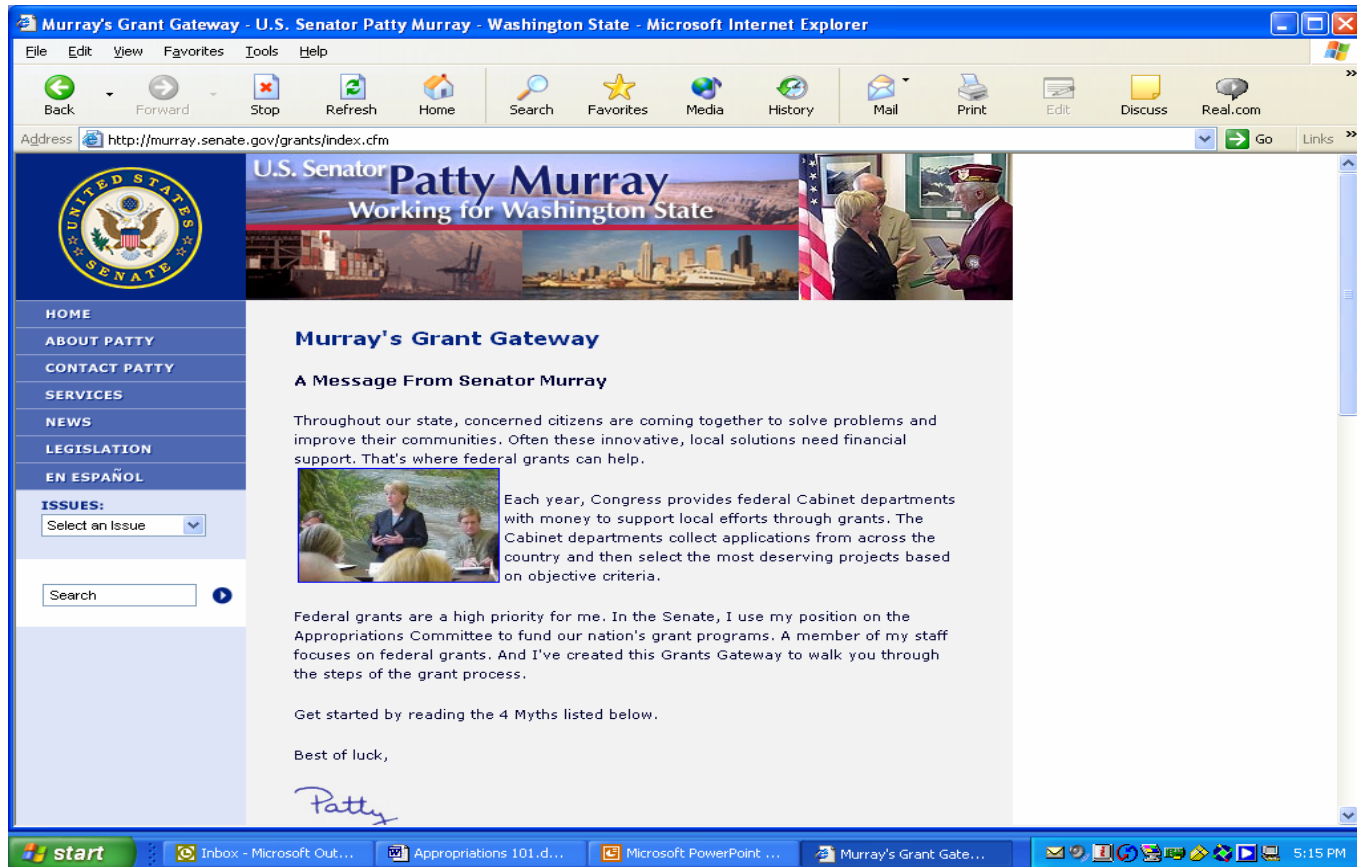 Murray's Grant Gateway - U.S. Senator Patty Murray - Washington State - Microsoft Internet Explorer
File Edit View Favorites Tools Help
Back Forward Stop Refresh Home Search Favorites Media History Mail Print Edit Discuss Real.com
Address http://murray.senate.gov/grants/index.cfm Go Links
UNITED STATES
SENATE
U.S. Senator Patty Murray
Working for Washington State
HOME
ABOUT PATTY
CONTACT PATTY
SERVICES
NEWS
LEGISLATION
EN ESPAÑOL
ISSUES:
Select an Issue
Search
Murray's Grant Gateway
A Message From Senator Murray
Throughout our state, concerned citizens are coming together to solve problems and
improve their communities. Often these innovative, local solutions need financial
support. That's where federal grants can help.
Each year, Congress provides federal Cabinet departments
with money to support local efforts through grants. The
Cabinet departments collect applications from across the
country and then select the most deserving projects based
on objective criteria.
Federal grants are a high priority for me. In the Senate, I use my position on the
Appropriations Committee to fund our nation's grant programs. A member of my staff
focuses on federal grants. And I've created this Grants Gateway to walk you through
the steps of the grant process.
Get started by reading the 4 Myths listed below.
Best of luck,
Patty
start Inbox - Microsoft Out... Appropriations 101.d... Microsoft PowerPoint ... Murray's Grant Gate... 5:15 PM